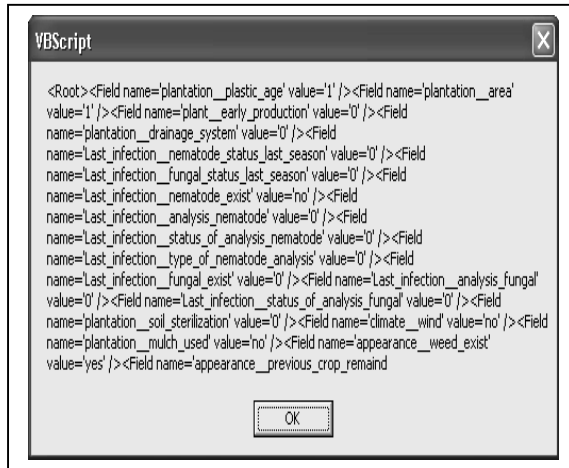 VBScript
X
<Root><Field name='plantation__plastic_age' value='1' /><Field name='plantation__area'
value='1' /><Field name='plant__early_production' value='0' /><Field
name='plantation__drainage_system' value='0' /><Field
name='Last_infection__nematode_status_last_season' value='0' /><Field
name='Last_infection__fungal_status_last_season' value='0' /><Field
name='Last_infection__nematode_exist' value='no' /><Field
name='Last_infection__analysis_nematode' value='0' /><Field
name='Last_infection__status_of_analysis_nematode' value='0' /><Field
name='Last_infection__type_of_nematode_analysis' value='0' /><Field
name='Last_infection__fungal_exist' value='0' /><Field name='Last_infection__analysis_fungal'
value='0' /><Field name='Last_infection__status_of_analysis_fungal' value='0' /><Field
name='plantation__soil_sterilization' value='0' /><Field name='climate__wind' value='no' /><Field
name='plantation__mulch_used' value='no' /><Field name='appearance__weed_exist'
value='yes' /><Field name='appearance__previous_crop_remaind
OK